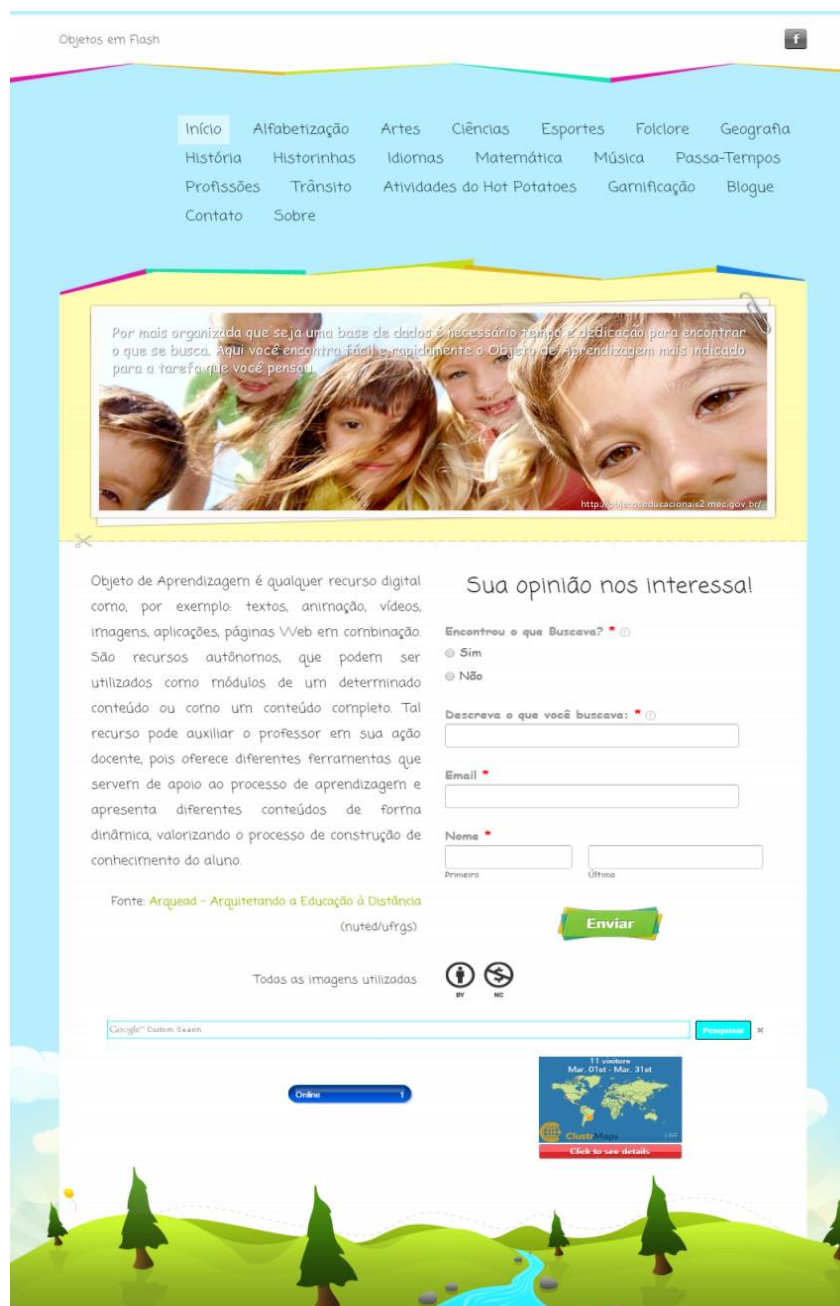 Objetos em Flash
f
Início Alfabetização Artes Ciências Esportes Folclore Geografia
História Historinhas Idiomas Matemática Música Passa-Tempos
Profissões Trânsito Atividades do Hot Potatoes Gamificação Blogue
Contato Sobre
Por mais organizada que seja uma base de dados é necessário tempo e dedicação para encontrar
o que se busca. Aqui você encontra fácil e rapidamente o Objeto de Aprendizagem mais indicado
para a tarefa que você pensou.
http://objetoseducacionais2.mec.gov.br/
Objeto de Aprendizagem é qualquer recurso digital
como, por exemplo: textos, animação, vídeos,
imagens, aplicações, páginas Web em combinação.
São recursos autônomos, que podem ser
utilizados como módulos de um determinado
conteúdo ou como um conteúdo completo. Tal
recurso pode auxiliar o professor em sua ação
docente, pois oferece diferentes ferramentas que
servem de apoio ao processo de aprendizagem e
apresenta diferentes conteúdos de forma
dinâmica, valorizando o processo de construção de
conhecimento do aluno.
Fonte: Arquead - Arquitetando a Educação à Distância
(nuted/ufrgs)
Todas as imagens utilizadas
Sua opinião nos interessa!
Encontrou o que Buscava? *
Sim
Não
Descreva o que você buscava: *
Email *
Nome *
Primeiro Último
Enviar
BY NC
Google™ Custom Search Pesquisar ×
Online 1
11 visitors
Mar. 01st - Mar. 31st
ClustrMaps LIVE
Click to see details